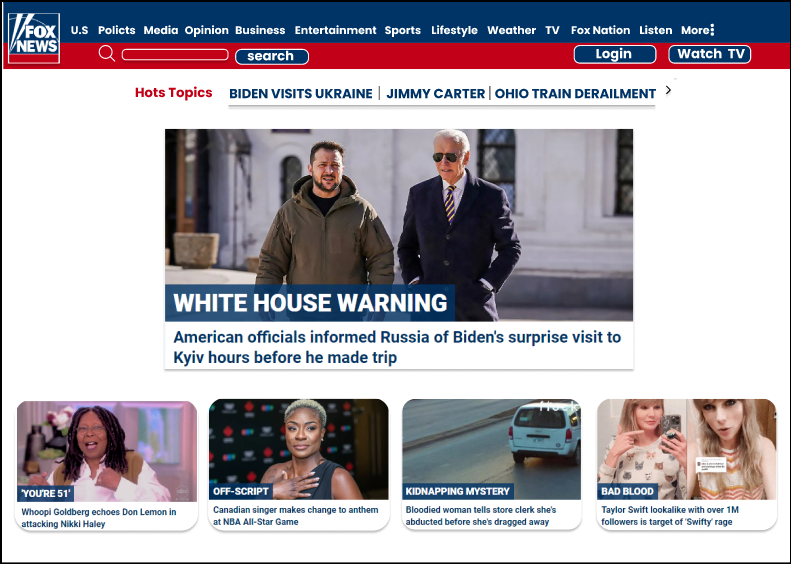 FOX
NEWS
U.S Policts Media Opinion Business Entertainment Sports Lifestyle Weather TV Fox Nation Listen More
search
Login
Watch TV
Hots Topics
BIDEN VISITS UKRAINE | JIMMY CARTER | OHIO TRAIN DERAILMENT
WHITE HOUSE WARNING
American officials informed Russia of Biden's surprise visit to
Kyiv hours before he made trip
'YOU'RE 51'
Whoopi Goldberg echoes Don Lemon in
attacking Nikki Haley
OFF-SCRIPT
Canadian singer makes change to anthem
at NBA All-Star Game
KIDNAPPING MYSTERY
Bloodied woman tells store clerk she's
abducted before she's dragged away
BAD BLOOD
Taylor Swift lookalike with over 1M
followers is target of 'Swifty' rage